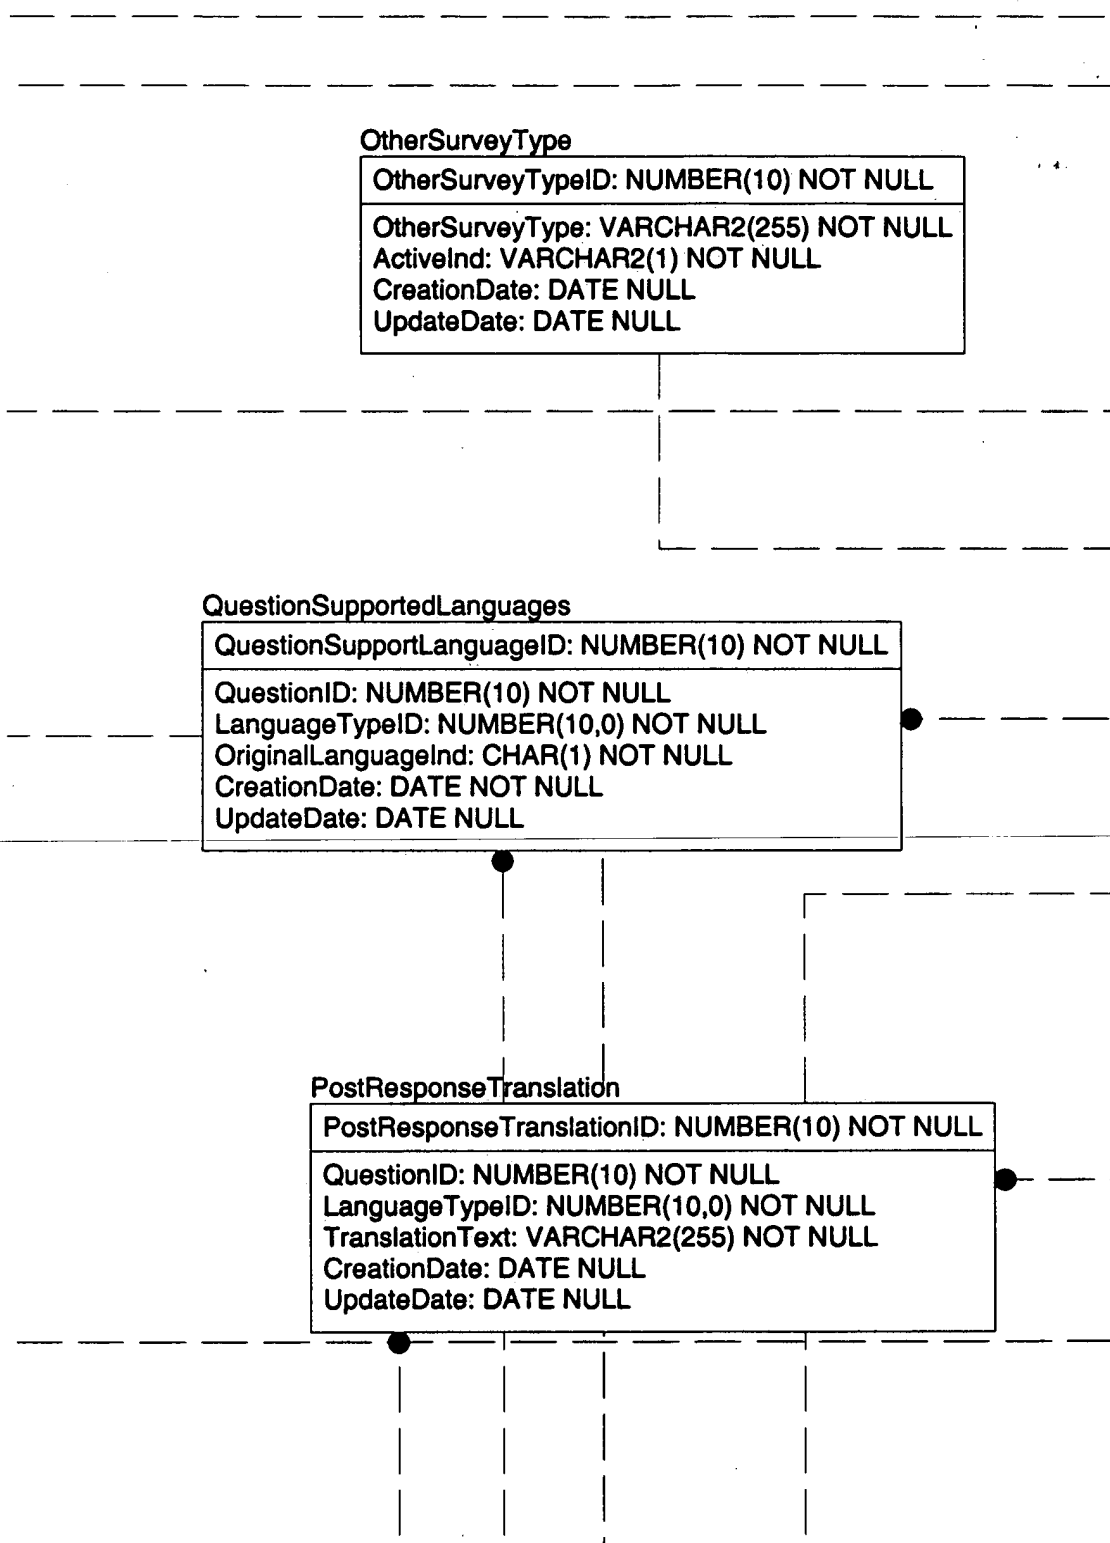 OtherSurveyType
OtherSurveyTypeID: NUMBER(10) NOT NULL
OtherSurveyType: VARCHAR2(255) NOT NULL
ActiveInd: VARCHAR2(1) NOT NULL
CreationDate: DATE NULL
UpdateDate: DATE NULL
QuestionSupportedLanguages
QuestionSupportLanguageID: NUMBER(10) NOT NULL
QuestionID: NUMBER(10) NOT NULL
LanguageTypeID: NUMBER(10,0) NOT NULL
OriginalLanguageInd: CHAR(1) NOT NULL
CreationDate: DATE NOT NULL
UpdateDate: DATE NULL
PostResponseTranslation
PostResponseTranslationID: NUMBER(10) NOT NULL
QuestionID: NUMBER(10) NOT NULL
LanguageTypeID: NUMBER(10,0) NOT NULL
TranslationText: VARCHAR2(255) NOT NULL
CreationDate: DATE NULL
UpdateDate: DATE NULL